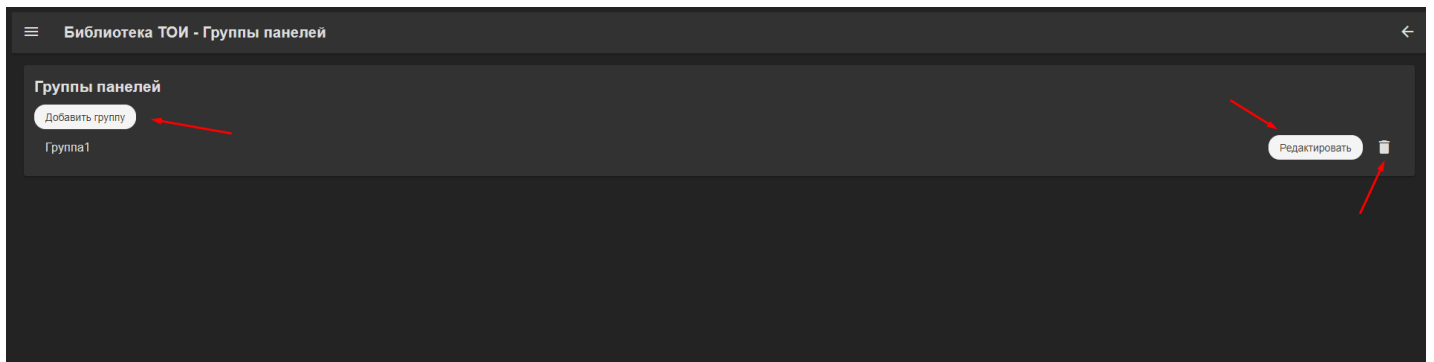 Библиотека ТОИ - Группы панелей
Группы панелей
Добавить группу
Группа1
Редактировать